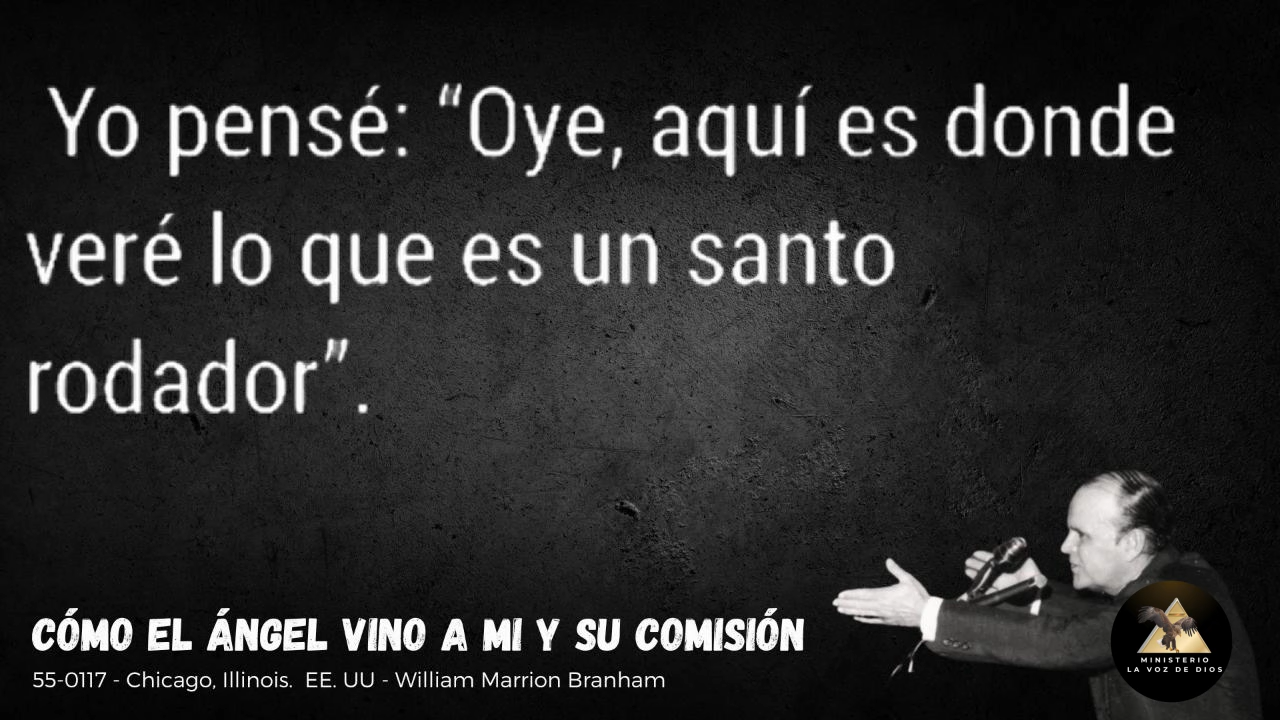 Yo pensé: “Oye, aquí es donde
veré lo que es un santo
rodador”.
CÓMO EL ÁNGEL VINO A MI Y SU COMISIÓN
55-0117 - Chicago, Illinois. EE. UU - William Marrion Branham
MINISTERIO
LA VOZ DE DIOS